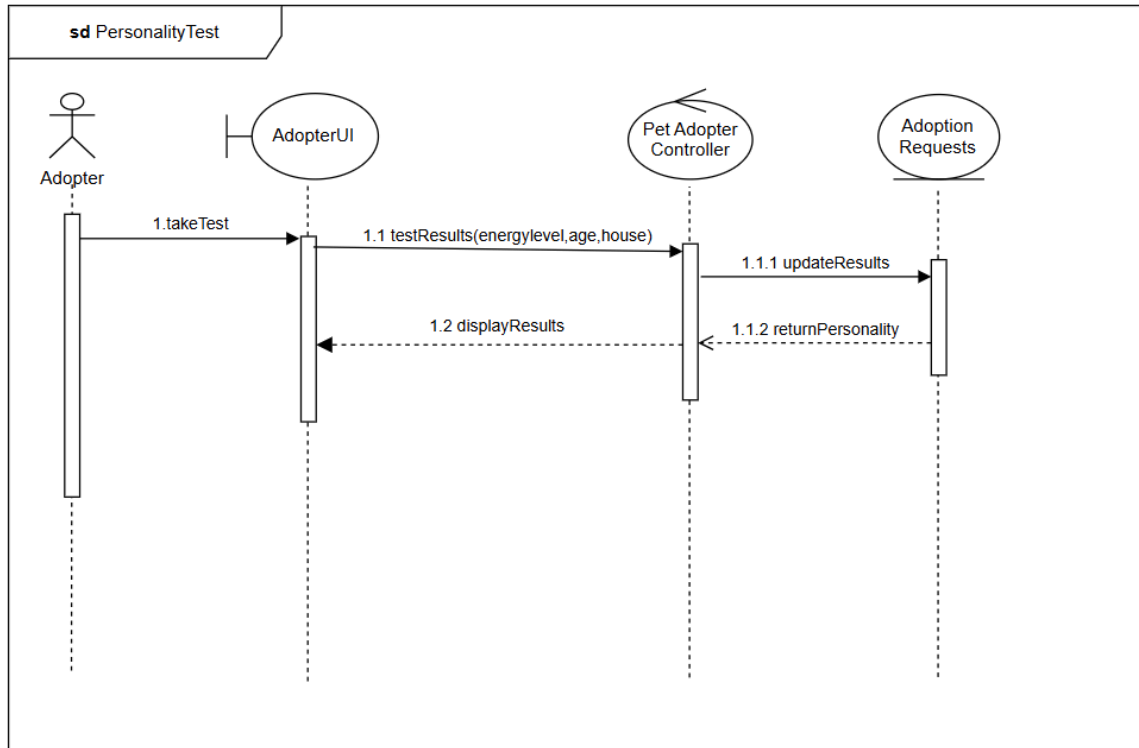 sd PersonalityTest
AdopterUI
Pet Adopter
Controller
Adoption
Requests
Adopter
1.takeTest
1.1 testResults(energylevel,age,house)
1.1.1 updateResults
1.2 displayResults
1.1.2 returnPersonality